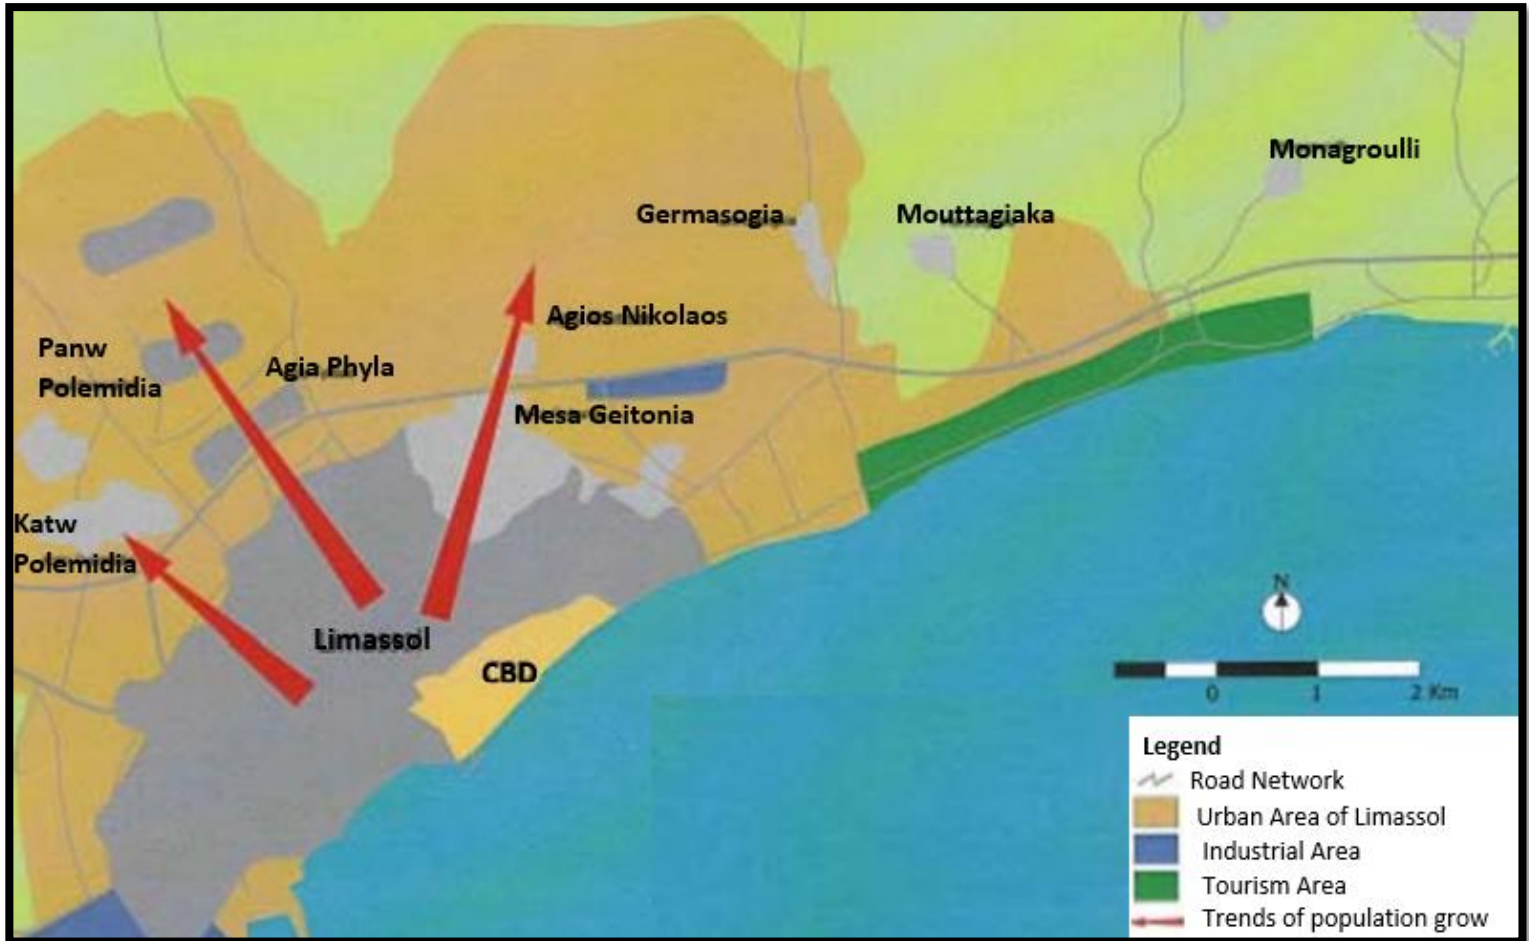 Monagroulli
Germasogia
Mouttagiaka
Agios Nikolaos
Panw
Polemidia
Agia Phyla
Mesa Geitonia
Katw
Polemidia
Limassol
CBD
N
0 1 2 Km
Legend
Road Network
Urban Area of Limassol
Industrial Area
Tourism Area
Trends of population grow